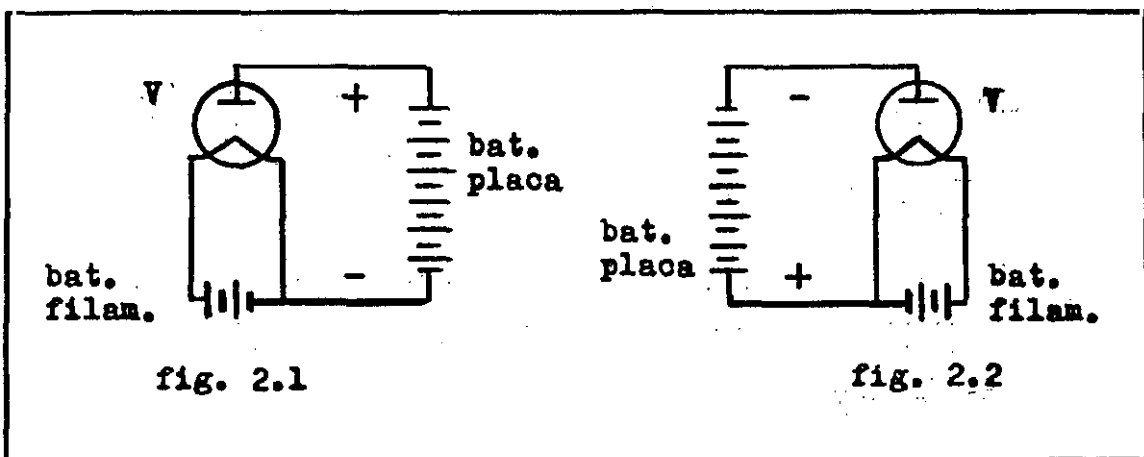 V
+
bat.
placa
-
bat.
filam.
fig. 2.1
-
V
bat.
placa
+
bat.
filam.
fig. 2.2